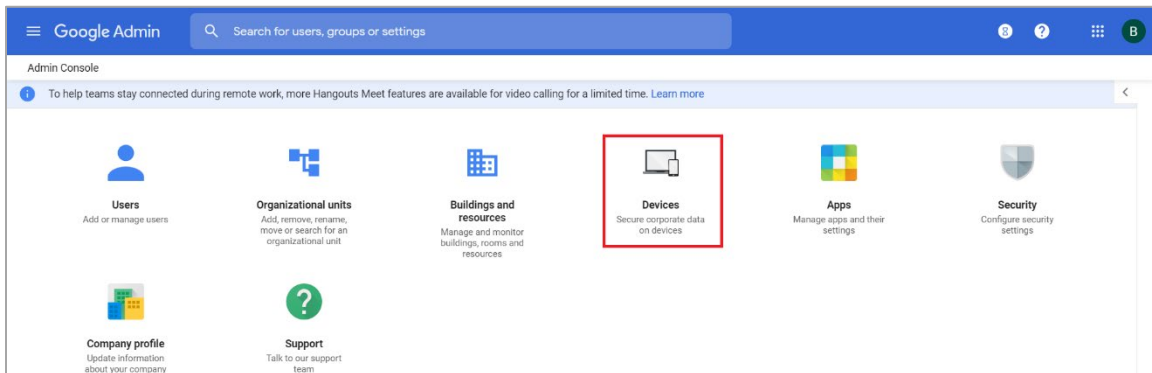 Google Admin
Search for users, groups or settings
8
?
B
Admin Console
To help teams stay connected during remote work, more Hangouts Meet features are available for video calling for a limited time. Learn more
Users
Add or manage users
Organizational units
Add, remove, rename,
move or search for an
organizational unit
Buildings and
resources
Manage and monitor
buildings, rooms and
resources
Devices
Secure corporate data
on devices
Apps
Manage apps and their
settings
Security
Configure security
settings
Company profile
Update information
about your company
Support
Talk to our support
team